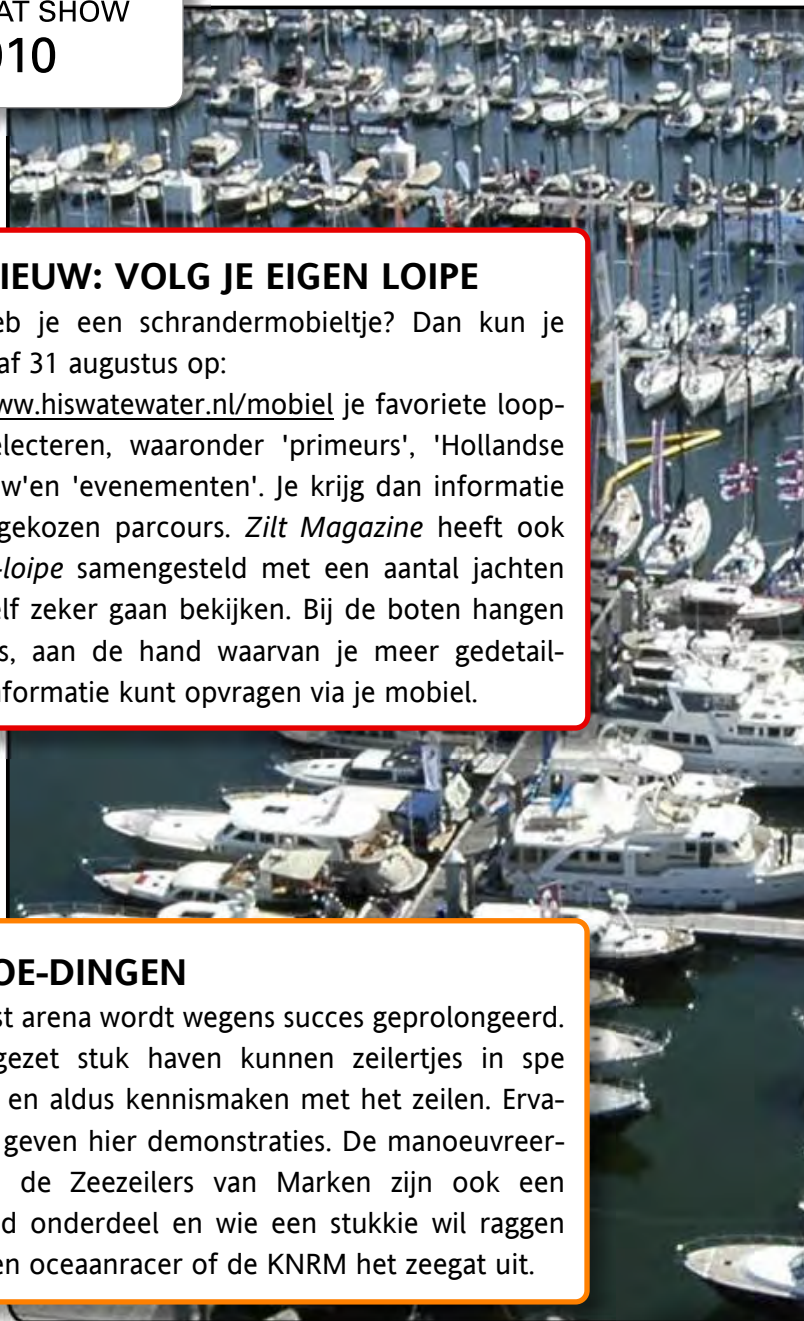 AT SHOW
010
IEUW: VOLG JE EIGEN LOIPE
eb je een schrandermobieltje? Dan kun je
af 31 augustus op:
ww.hiswatewater.nl/mobiel je favoriete loop-
electeren, waaronder 'primeurs', 'Hollandse
w'en 'evenementen'. Je krijg dan informatie
gekozen parcours. Zilt Magazine heeft ook
-loipe samengesteld met een aantal jachten
elf zeker gaan bekijken. Bij de boten hangen
s, aan de hand waarvan je meer gedetail-
nformatie kunt opvragen via je mobiel.
OE-DINGEN
st arena wordt wegens succes geprolongeerd.
gezet stuk haven kunnen zeilertjes in spe
en aldus kennismaken met het zeilen. Erva-
geven hier demonstraties. De manoeuvreer-
de Zeezeilers van Marken zijn ook een
d onderdeel en wie een stukkie wil raggen
en oceaanracer of de KNRM het zeegat uit.